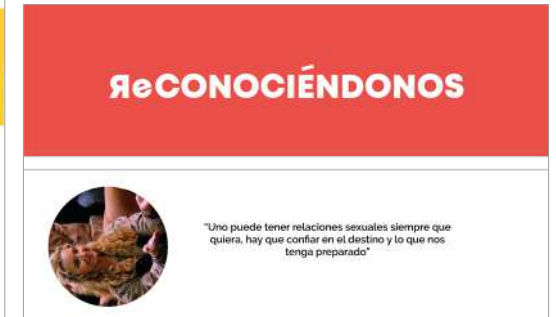 ЯeCONOCIÉNDONOS
"Uno puede tener relaciones sexuales siempre que
quiera, hay que confiar en el destino y lo que nos
tenga preparado"